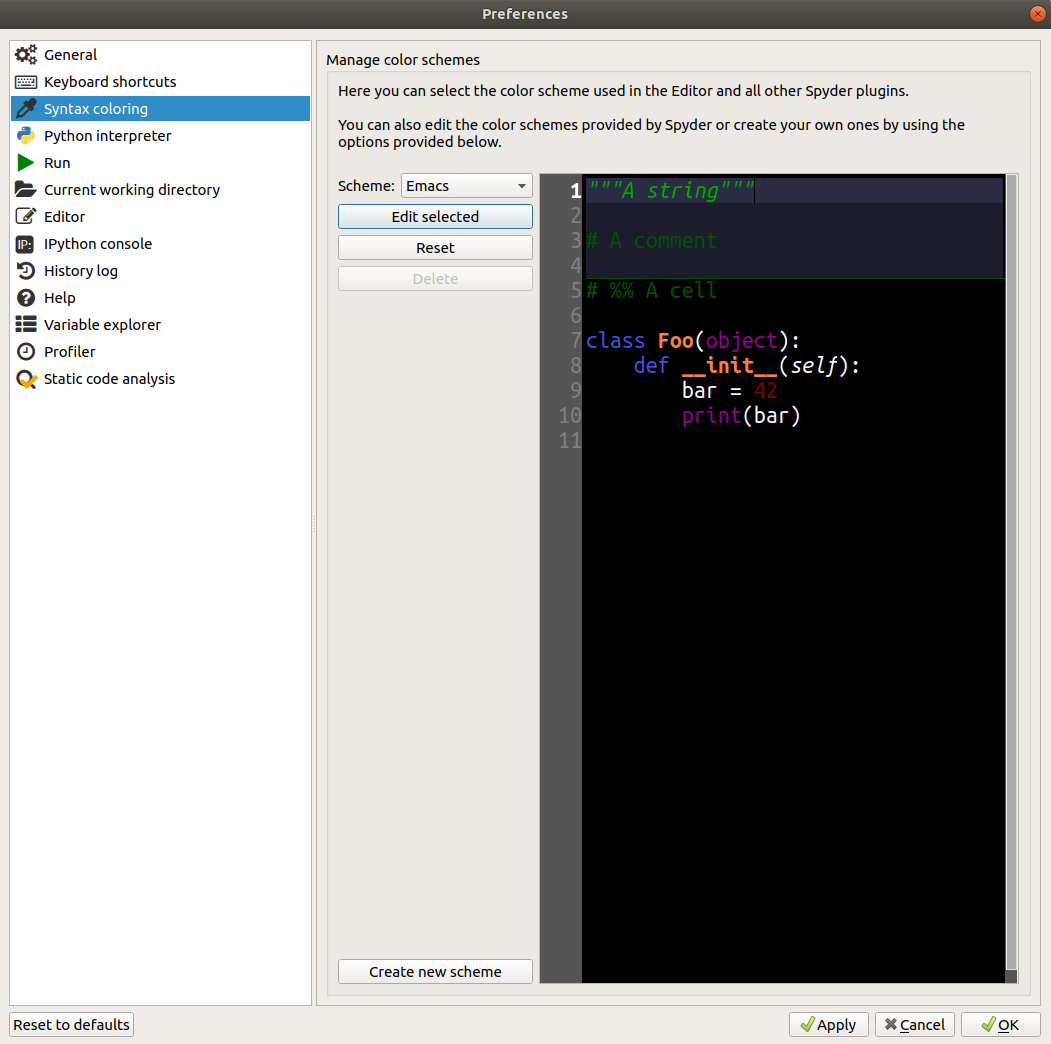 Preferences
General
Keyboard shortcuts
Syntax coloring
Python interpreter
Run
Current working directory
Editor
IP: IPython console
History log
Help
Variable explorer
Profiler
Static code analysis
Manage color schemes
Here you can select the color scheme used in the Editor and all other Spyder plugins.
You can also edit the color schemes provided by Spyder or create your own ones by using the
options provided below.
Scheme: Emacs
Edit selected
Reset
Delete
Create new scheme
1 """A string"""
2
3 # A comment
4
5 # %% A cell
6
7 class Foo(object):
8     def __init__(self):
9         bar = 42
10         print(bar)
11
Reset to defaults
Apply
Cancel
OK